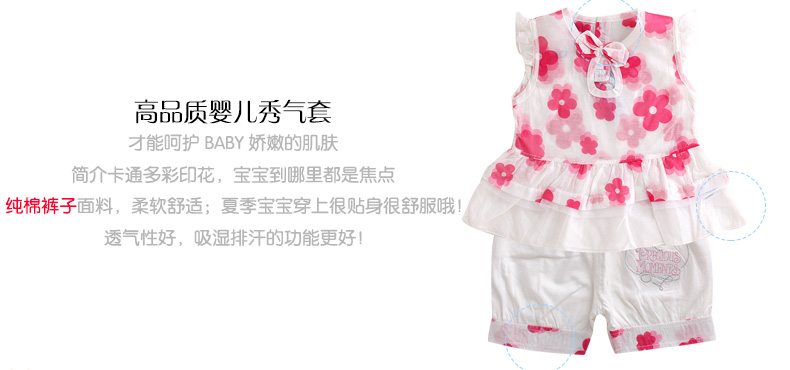 高品质婴儿秀气套
才能呵护 BABY 娇嫩的肌肤
简介卡通多彩印花，宝宝到哪里都是焦点
纯棉裤子面料，柔软舒适；夏季宝宝穿上很贴身很舒服哦！
透气性好，吸湿排汗的功能更好！
PRECIOUS
MOMENTS